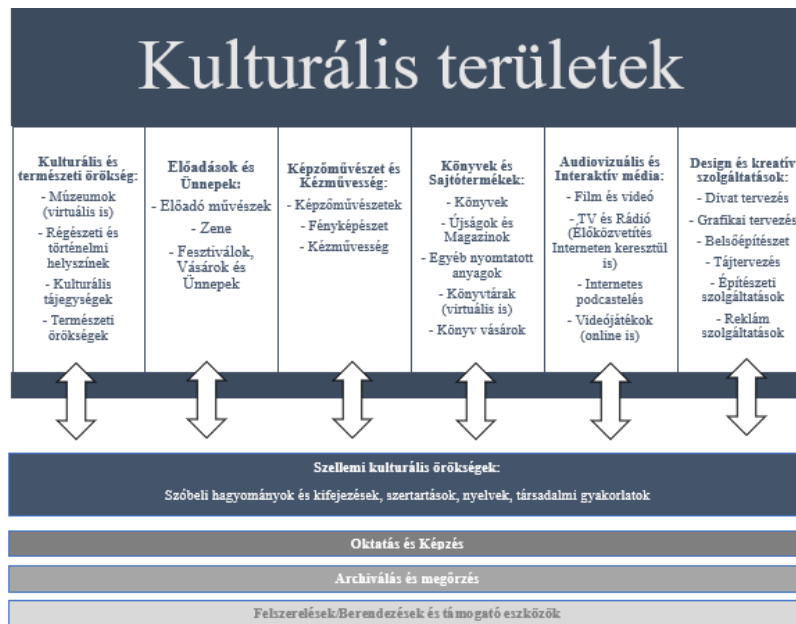 Kulturális területek
Kulturális és
természeti örökség:
- Múzeumok
(virtuális is)
- Régészeti és
történelmi
helyszínek
- Kulturális
tájegységek
- Természeti
örökségek
Előadások és
Ünnepek:
- Előadó művészek
- Zene
- Fesztiválok,
Vásárok és
Ünnepek
Képzőművészet és
Kézművesség:
- Képzőművészetek
- Fényképészet
- Kézművesség
Könyvek és
Sajtótermékek:
- Könyvek
- Újságok és
Magazinok
- Egyéb nyomtatott
anyagok
- Könyvtárak
(virtuális is)
- Könyv vásárok
Audiovizuális és
Interaktív média:
- Film és videó
- TV és Rádió
(Élőközvetítés
Interneten keresztül
is)
- Internetes
podcastelés
- Videójátékok
(online is)
Design és kreatív
szolgáltatások:
- Divat tervezés
- Grafikai tervezés
- Belsőépítészet
- Tájtervezés
- Építészeti
szolgáltatások
- Reklám
szolgáltatások
Szellemi kulturális örökségek:
Szóbeli hagyományok és kifejezések, szertartások, nyelvek, társadalmi gyakorlatok
Oktatás és Képzés
Archiválás és megőrzés
Felszerelések/Berendezések és támogató eszközök